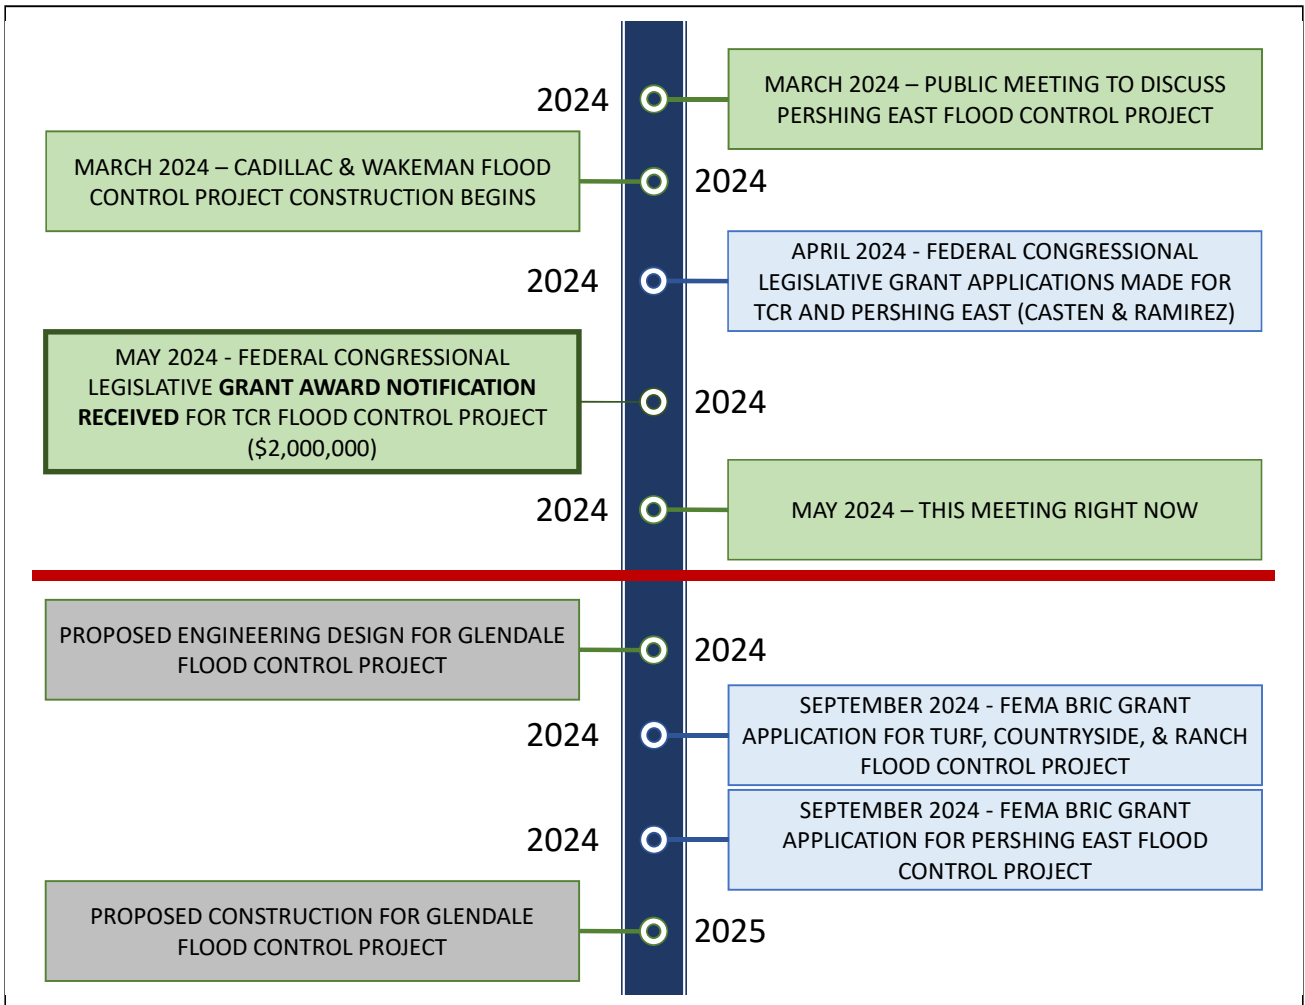 2024
MARCH 2024 – PUBLIC MEETING TO DISCUSS
PERSHING EAST FLOOD CONTROL PROJECT
MARCH 2024 – CADILLAC & WAKEMAN FLOOD
CONTROL PROJECT CONSTRUCTION BEGINS
2024
2024
APRIL 2024 - FEDERAL CONGRESSIONAL
LEGISLATIVE GRANT APPLICATIONS MADE FOR
TCR AND PERSHING EAST (CASTEN & RAMIREZ)
MAY 2024 - FEDERAL CONGRESSIONAL
LEGISLATIVE GRANT AWARD NOTIFICATION
RECEIVED FOR TCR FLOOD CONTROL PROJECT
($2,000,000)
2024
2024
MAY 2024 – THIS MEETING RIGHT NOW
PROPOSED ENGINEERING DESIGN FOR GLENDALE
FLOOD CONTROL PROJECT
2024
2024
SEPTEMBER 2024 - FEMA BRIC GRANT
APPLICATION FOR TURF, COUNTRYSIDE, & RANCH
FLOOD CONTROL PROJECT
2024
SEPTEMBER 2024 - FEMA BRIC GRANT
APPLICATION FOR PERSHING EAST FLOOD
CONTROL PROJECT
PROPOSED CONSTRUCTION FOR GLENDALE
FLOOD CONTROL PROJECT
2025